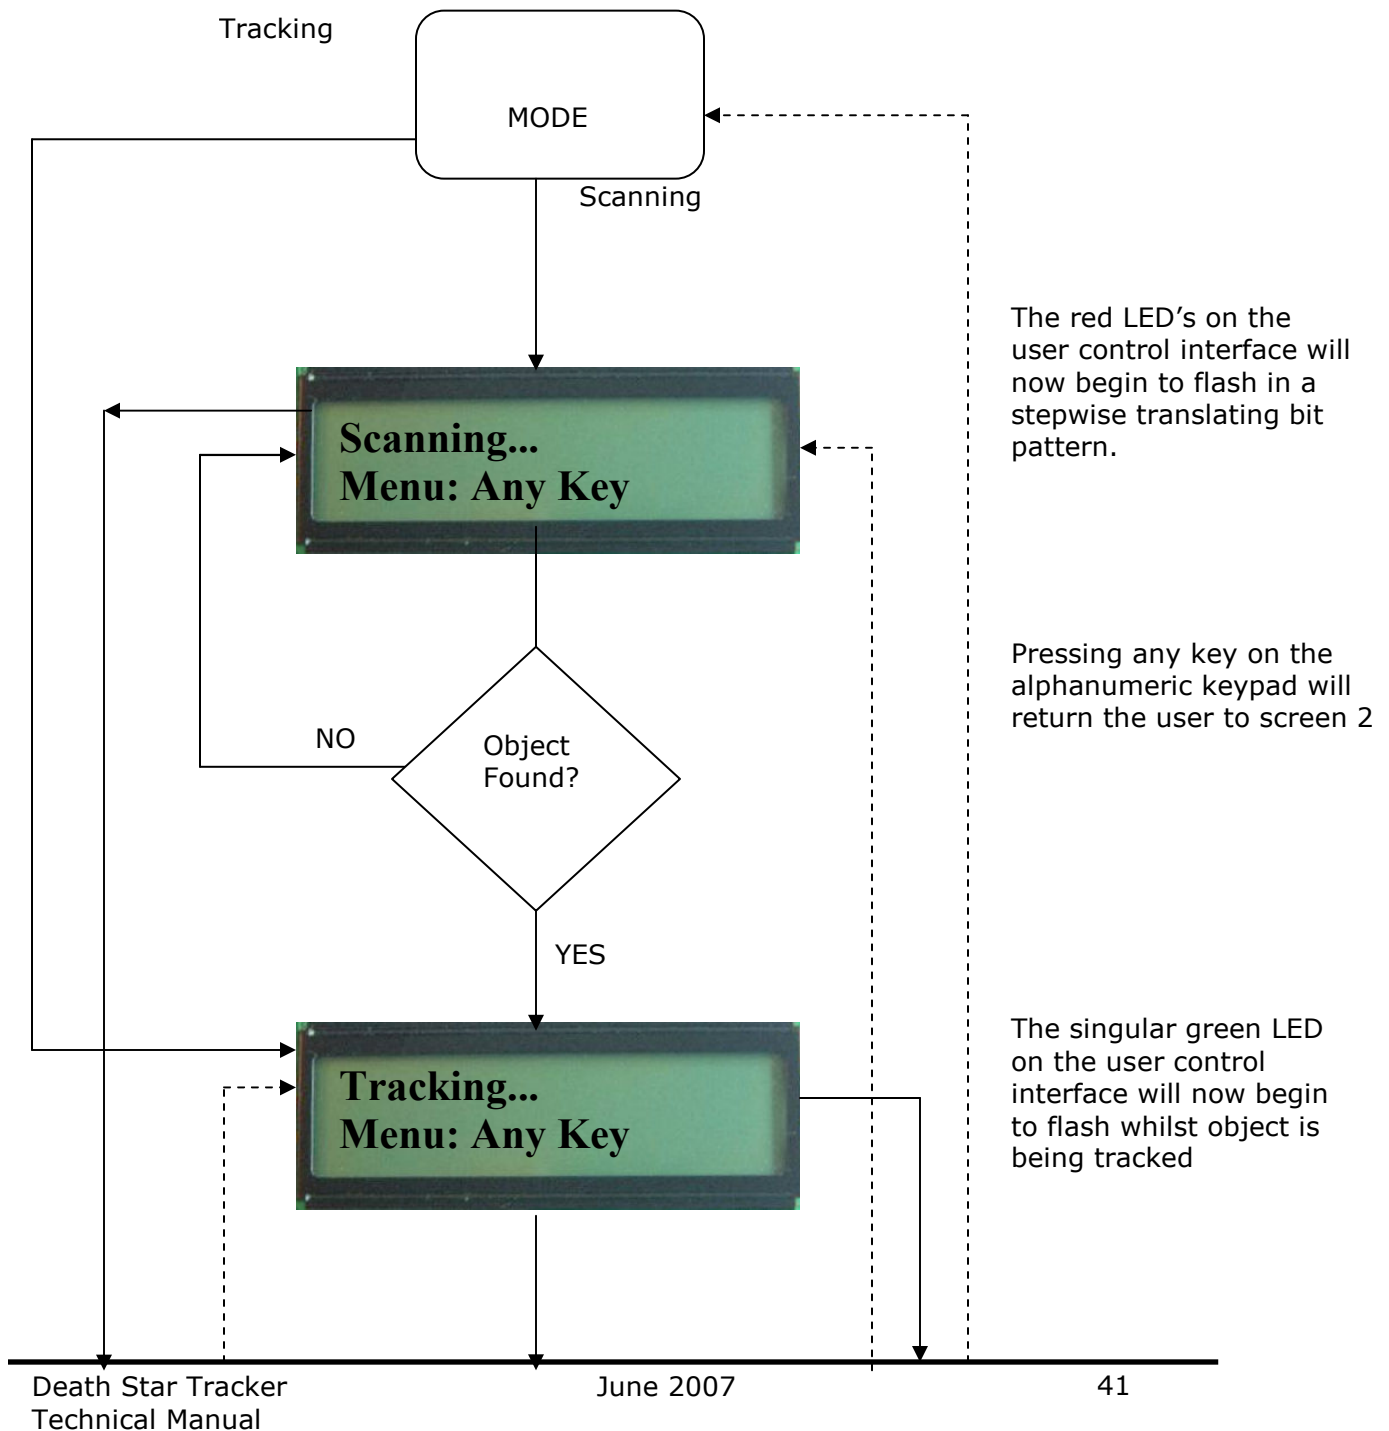 Tracking
MODE
Scanning
The red LED’s on the
user control interface will
now begin to flash in a
stepwise translating bit
pattern.
Scanning...
Menu: Any Key
Pressing any key on the
alphanumeric keypad will
return the user to screen 2
NO
Object
Found?
YES
The singular green LED
on the user control
interface will now begin
to flash whilst object is
being tracked
Tracking...
Menu: Any Key
Death Star Tracker
Technical Manual
June 2007
41